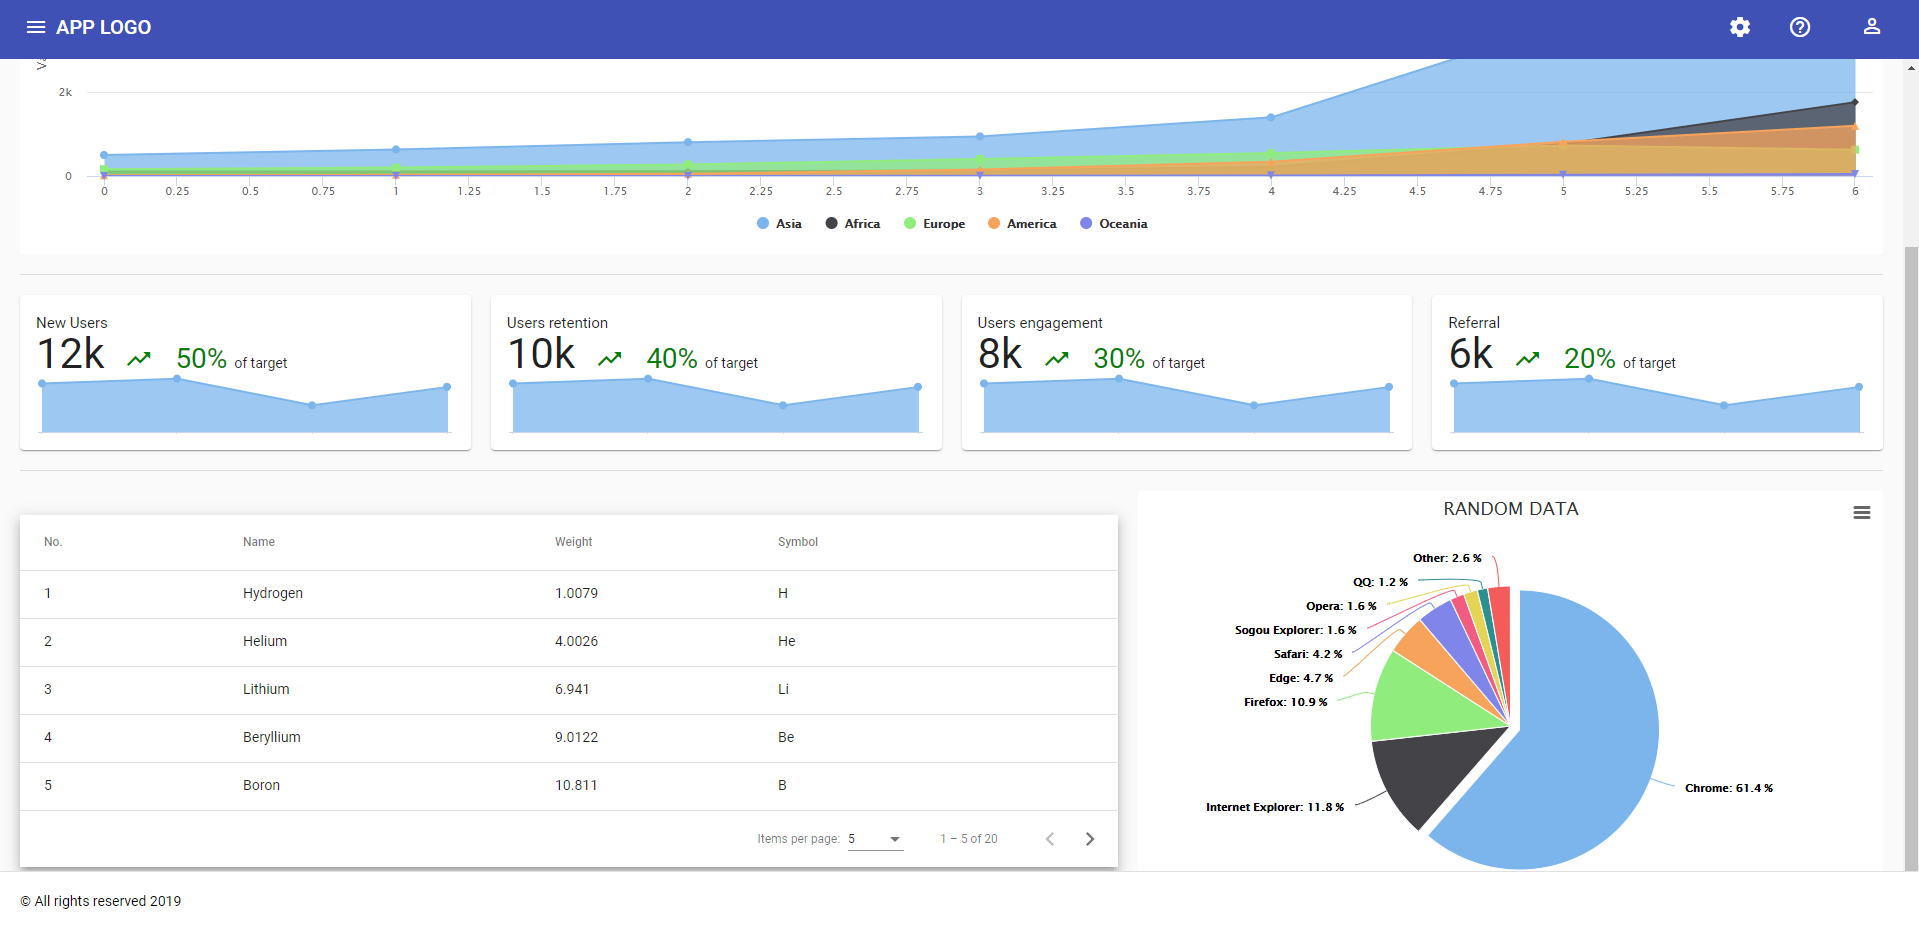 APP LOGO
2k
0
0 0.25 0.5 0.75 1 1.25 1.5 1.75 2 2.25 2.5 2.75 3 3.25 3.5 3.75 4 4.25 4.5 4.75 5 5.25 5.5 5.75 6
Asia Africa Europe America Oceania
New Users
12k 50% of target
Users retention
10k 40% of target
Users engagement
8k 30% of target
Referral
6k 20% of target
No. Name Weight Symbol
1 Hydrogen 1.0079 H
2 Helium 4.0026 He
3 Lithium 6.941 Li
4 Beryllium 9.0122 Be
5 Boron 10.811 B
Items per page: 5 1 – 5 of 20
RANDOM DATA
Other: 2.6 %
QQ: 1.2 %
Opera: 1.6 %
Sogou Explorer: 1.6 %
Safari: 4.2 %
Edge: 4.7 %
Firefox: 10.9 %
Chrome: 61.4 %
Internet Explorer: 11.8 %
© All rights reserved 2019